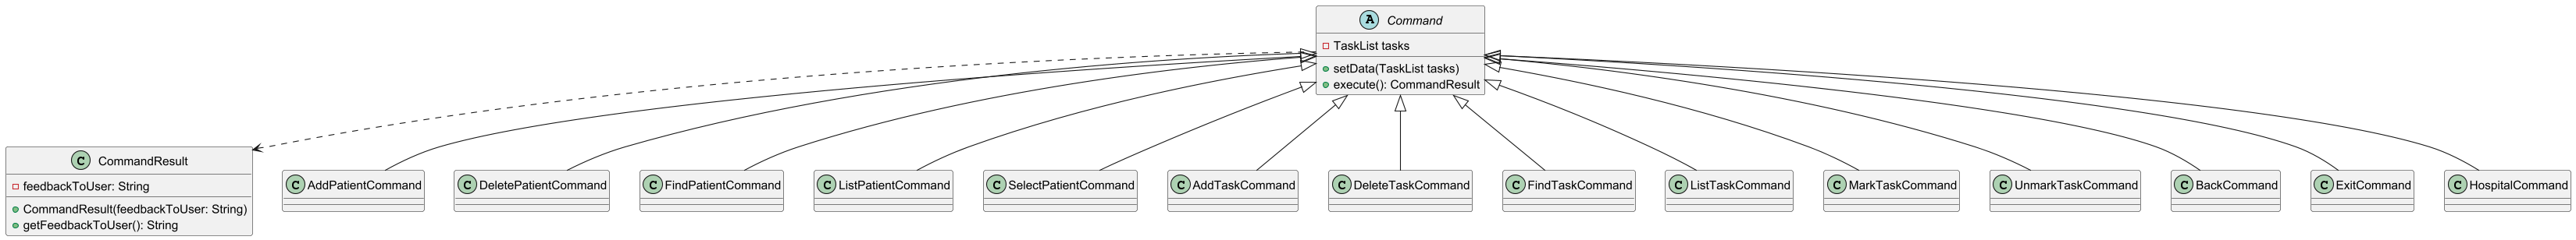 A Command
TaskList tasks
setData(TaskList tasks)
execute(): CommandResult
C CommandResult
feedbackToUser: String
CommandResult(feedbackToUser: String)
getFeedbackToUser(): String
C AddPatientCommand
C DeletePatientCommand
C FindPatientCommand
C ListPatientCommand
C SelectPatientCommand
C AddTaskCommand
C DeleteTaskCommand
C FindTaskCommand
C ListTaskCommand
C MarkTaskCommand
C UnmarkTaskCommand
C BackCommand
C ExitCommand
C HospitalCommand